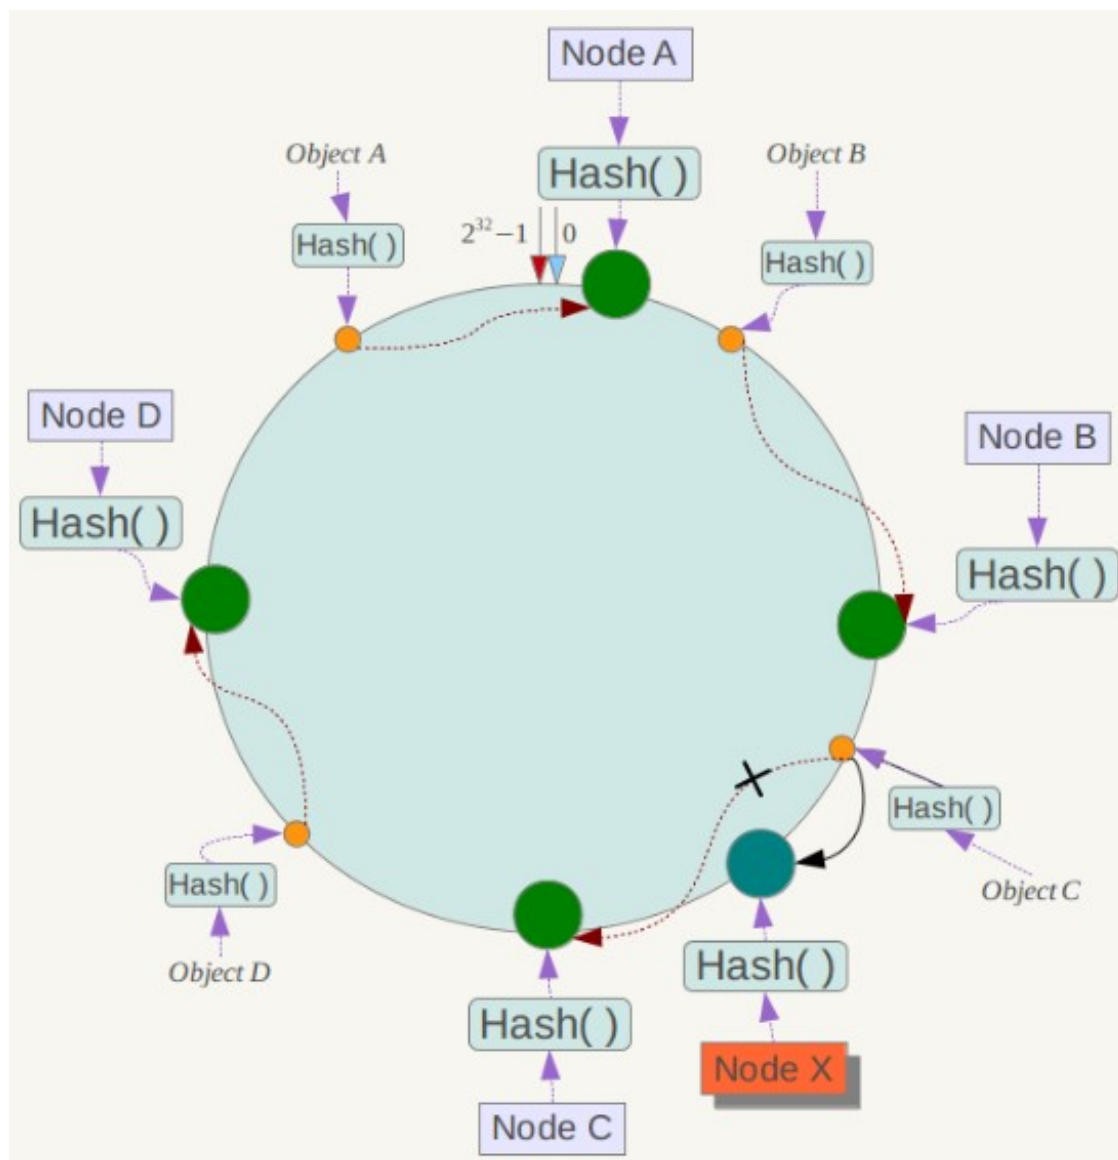 Node A
Object A
Object B
Hash( )
Hash( )
2³²−1
0
Hash( )
Node D
Node B
Hash( )
Hash( )
Hash( )
Object C
Hash( )
Object D
Hash( )
Hash( )
Node X
Node C